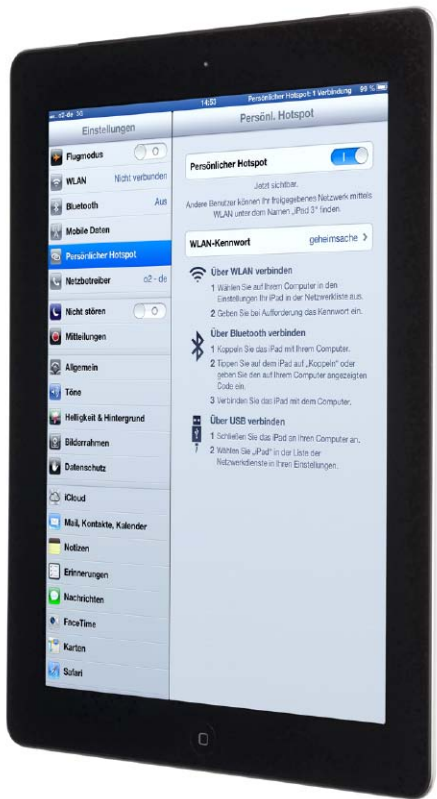 o2-de 3G 14:53 Persönlicher Hotspot: 1 Verbindung 99 %
Einstellungen
Flugmodus
WLAN Nicht verbunden
Bluetooth Aus
Mobile Daten
Persönlicher Hotspot
Netzbetreiber o2 - de
Nicht stören
Mitteilungen
Allgemein
Töne
Helligkeit & Hintergrund
Bilderrahmen
Datenschutz
iCloud
Mail, Kontakte, Kalender
Notizen
Erinnerungen
Nachrichten
FaceTime
Karten
Safari
Persönl. Hotspot
Persönlicher Hotspot
Jetzt sichtbar.
Andere Benutzer können Ihr freigegebenes Netzwerk mittels
WLAN unter dem Namen „iPad 3“ finden.
WLAN-Kennwort geheimsache
Über WLAN verbinden
1 Wählen Sie auf Ihrem Computer in den
Einstellungen Ihr iPad in der Netzwerkliste aus.
2 Geben Sie bei Aufforderung das Kennwort ein.
Über Bluetooth verbinden
1 Koppeln Sie das iPad mit Ihrem Computer.
2 Tippen Sie auf dem iPad auf „Koppeln“ oder
geben Sie den auf Ihrem Computer angezeigten
Code ein.
3 Verbinden Sie das iPad mit dem Computer.
Über USB verbinden
1 Schließen Sie das iPad an Ihren Computer an.
2 Wählen Sie „iPad“ in der Liste der
Netzwerkdienste in Ihren Einstellungen.